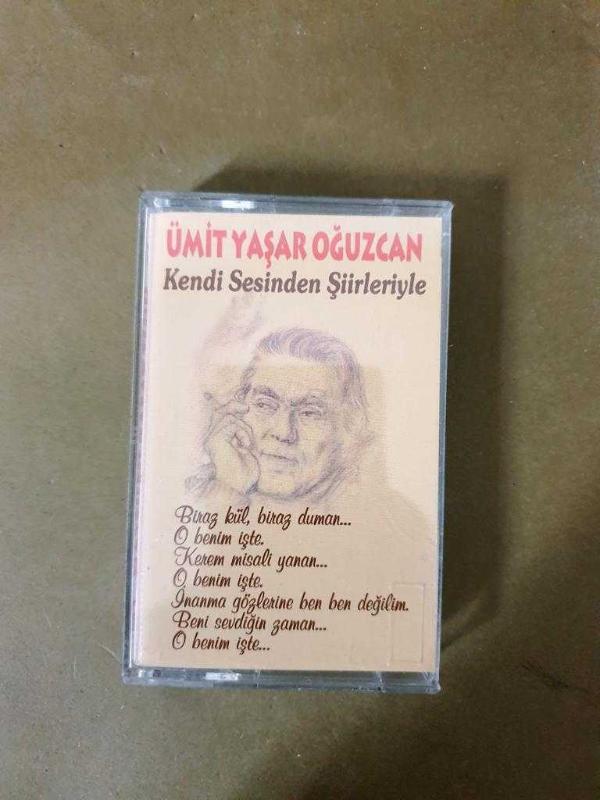 ÜMİT YAŞAR OĞUZCAN
Kendi Sesinden Şiirleriyle
Biraz kül, biraz duman...
O benim işte.
Kerem misali yanan...
O benim işte.
İnanma gözlerine ben ben değilim.
Beni sevdiğin zaman...
O benim işte...